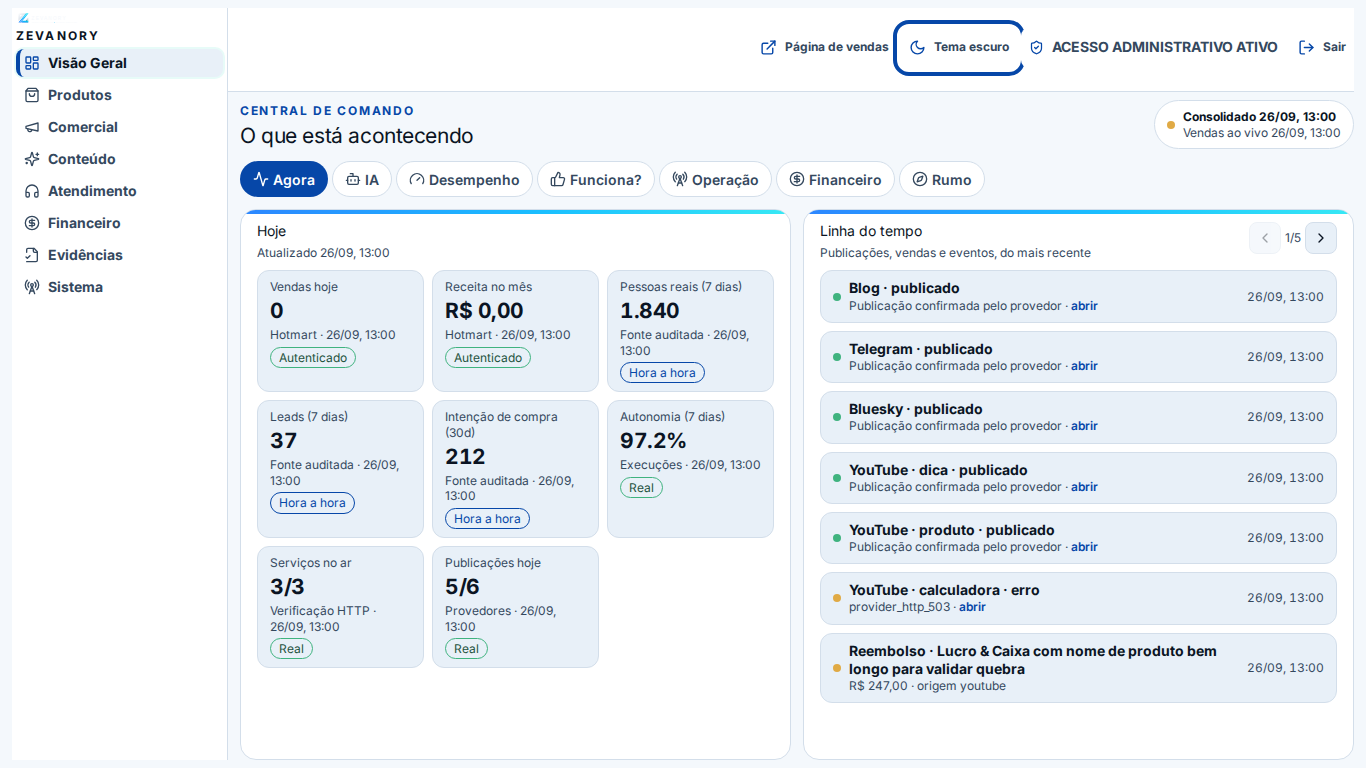 ZEVANORY
Visão Geral
Produtos
Comercial
Conteúdo
Atendimento
Financeiro
Evidências
Sistema
Página de vendas
Tema escuro
ACESSO ADMINISTRATIVO ATIVO
Sair
CENTRAL DE COMANDO
O que está acontecendo
Consolidado 26/09, 13:00
Vendas ao vivo 26/09, 13:00
Agora
IA
Desempenho
Funciona?
Operação
Financeiro
Rumo
Hoje
Atualizado 26/09, 13:00
Vendas hoje
0
Hotmart · 26/09, 13:00
Autenticado
Receita no mês
R$ 0,00
Hotmart · 26/09, 13:00
Autenticado
Pessoas reais (7 dias)
1.840
Fonte auditada · 26/09,
13:00
Hora a hora
Leads (7 dias)
37
Fonte auditada · 26/09,
13:00
Hora a hora
Intenção de compra
(30d)
212
Fonte auditada · 26/09,
13:00
Hora a hora
Autonomia (7 dias)
97.2%
Execuções · 26/09, 13:00
Real
Serviços no ar
3/3
Verificação HTTP ·
26/09, 13:00
Real
Publicações hoje
5/6
Provedores · 26/09,
13:00
Real
Linha do tempo
Publicações, vendas e eventos, do mais recente
1/5
Blog · publicado
Publicação confirmada pelo provedor · abrir
26/09, 13:00
Telegram · publicado
Publicação confirmada pelo provedor · abrir
26/09, 13:00
Bluesky · publicado
Publicação confirmada pelo provedor · abrir
26/09, 13:00
YouTube · dica · publicado
Publicação confirmada pelo provedor · abrir
26/09, 13:00
YouTube · produto · publicado
Publicação confirmada pelo provedor · abrir
26/09, 13:00
YouTube · calculadora · erro
provider_http_503 · abrir
26/09, 13:00
Reembolso · Lucro & Caixa com nome de produto bem
longo para validar quebra
R$ 247,00 · origem youtube
26/09, 13:00